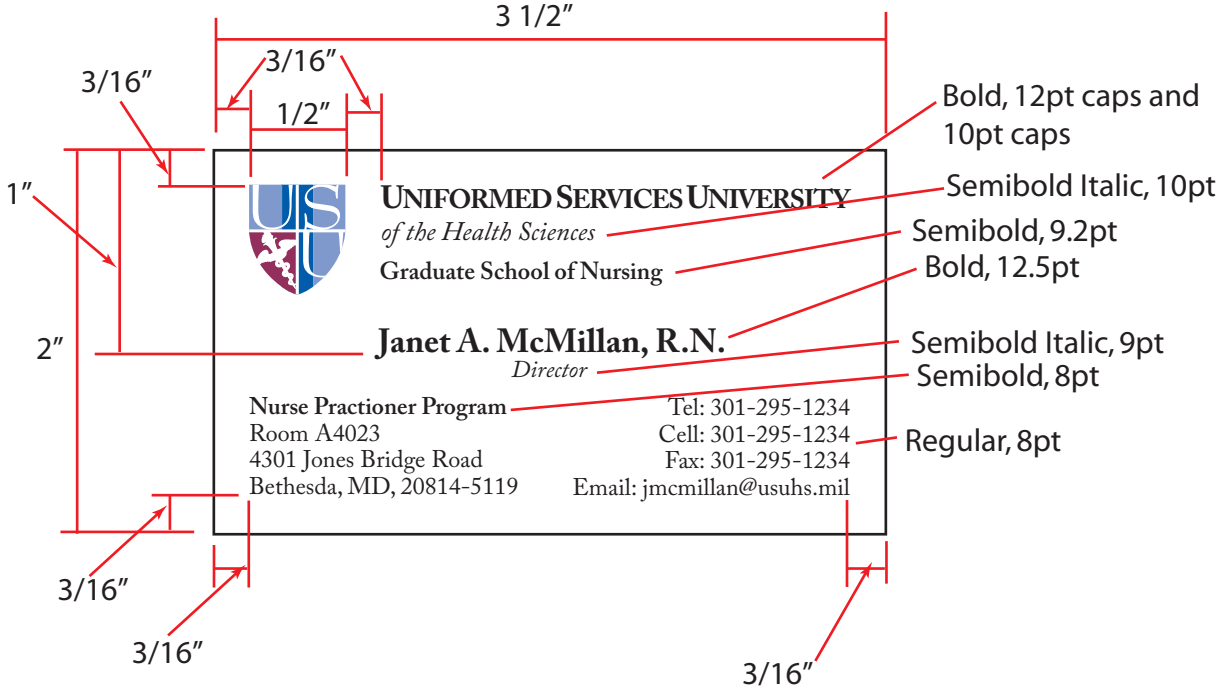 3 1/2″
3/16″
3/16″
1/2″
Bold, 12pt caps and
10pt caps
1″
Semibold Italic, 10pt
Semibold, 9.2pt
Bold, 12.5pt
2″
Semibold Italic, 9pt
Semibold, 8pt
Regular, 8pt
USU
UNIFORMED SERVICES UNIVERSITY
of the Health Sciences
Graduate School of Nursing
Janet A. McMillan, R.N.
Director
Nurse Practioner Program
Room A4023
4301 Jones Bridge Road
Bethesda, MD, 20814-5119
Tel: 301-295-1234
Cell: 301-295-1234
Fax: 301-295-1234
Email: jmcmillan@usuhs.mil
3/16″
3/16″
3/16″